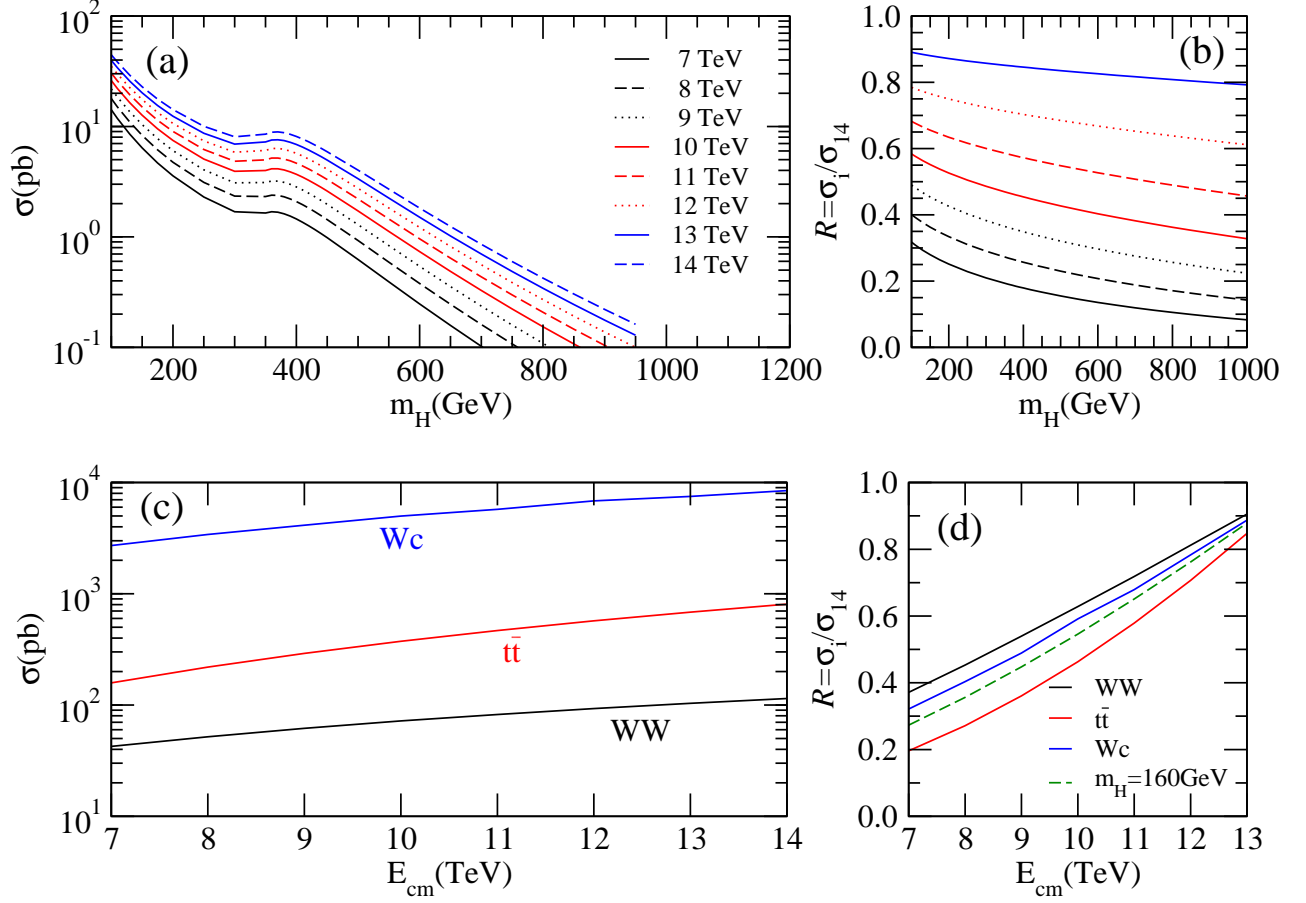 (a)
σ(pb)
10^2
10^1
10^0
10^-1
7 TeV
8 TeV
9 TeV
10 TeV
11 TeV
12 TeV
13 TeV
14 TeV
200 400 600 800 1000 1200
m_H(GeV)
(b)
R=σ_i/σ_14
1.0
0.8
0.6
0.4
0.2
0.0
200 400 600 800 1000
m_H(GeV)
(c)
σ(pb)
10^4
10^3
10^2
10^1
Wc
tt̄
WW
7 8 9 10 11 12 13 14
E_cm(TeV)
(d)
R=σ_i/σ_14
1.0
0.8
0.6
0.4
0.2
0.0
WW
tt̄
Wc
m_H=160GeV
7 8 9 10 11 12 13
E_cm(TeV)